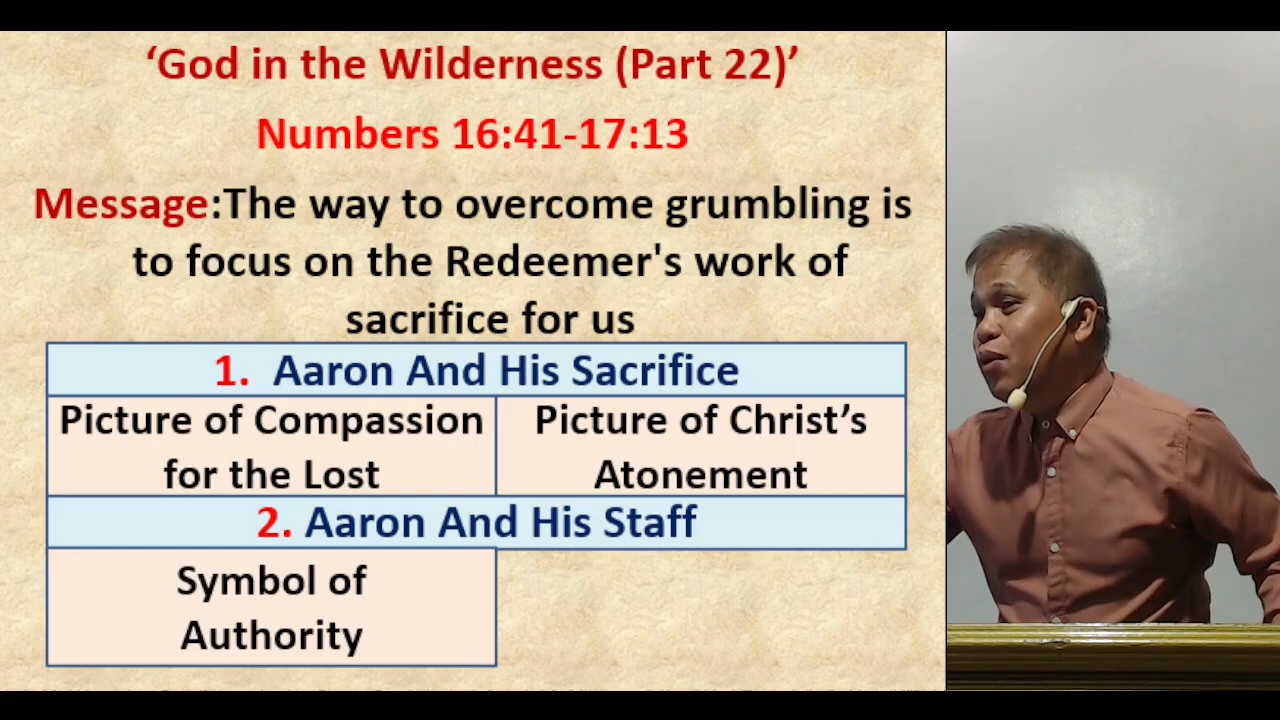 ‘God in the Wilderness (Part 22)’
Numbers 16:41-17:13
Message:The way to overcome grumbling is
to focus on the Redeemer's work of
sacrifice for us
1. Aaron And His Sacrifice
Picture of Compassion
for the Lost
Picture of Christ’s
Atonement
2. Aaron And His Staff
Symbol of
Authority